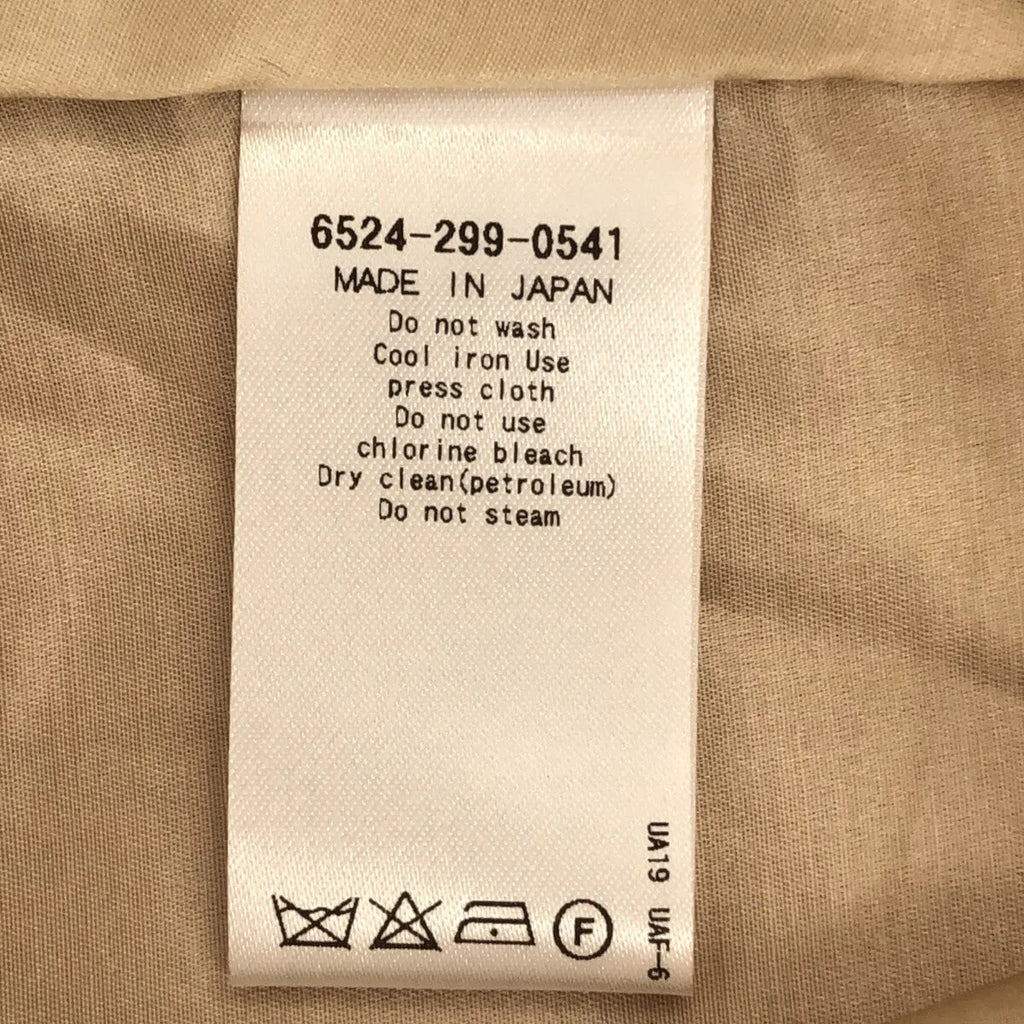 6524-299-0541
MADE IN JAPAN
Do not wash
Cool iron Use
press cloth
Do not use
chlorine bleach
Dry clean(petroleum)
Do not steam
UA19 UAF-6
F